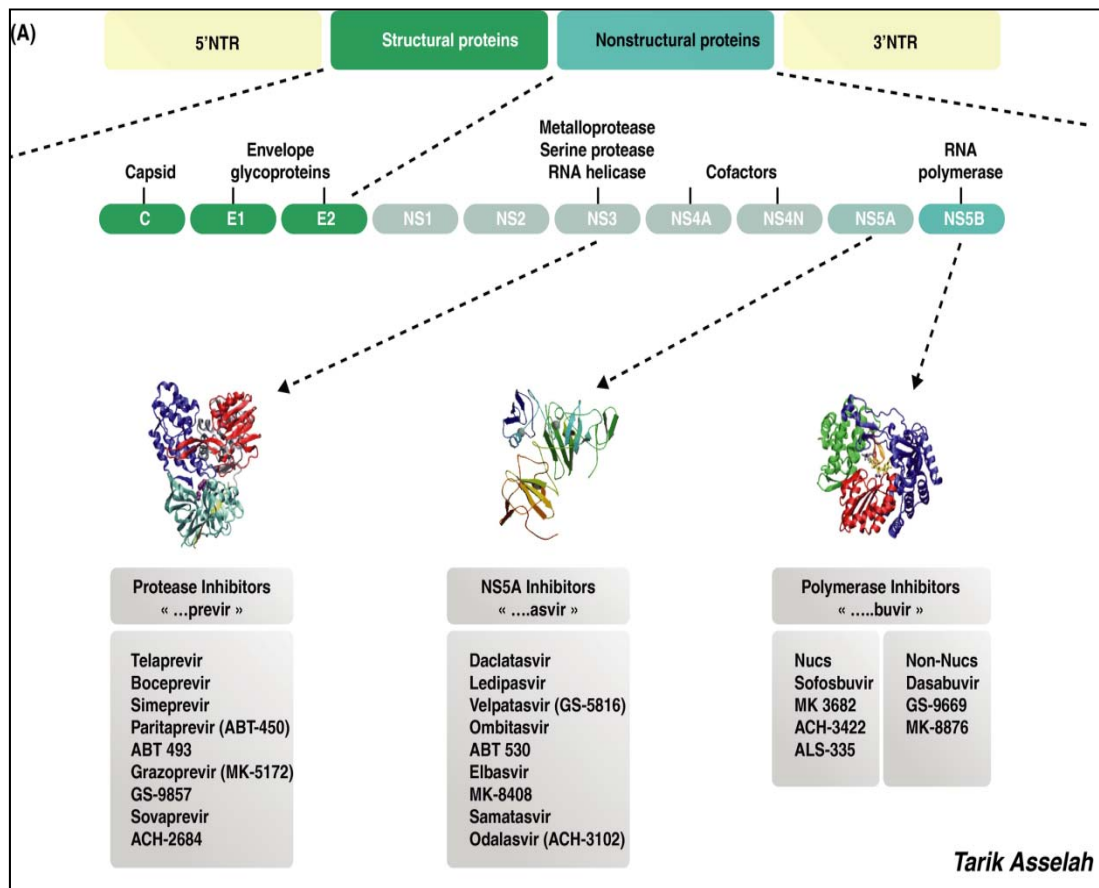 (A)
5'NTR
Structural proteins
Nonstructural proteins
3'NTR
Capsid
Envelope
glycoproteins
Metalloprotease
Serine protease
RNA helicase
Cofactors
RNA
polymerase
C
E1
E2
NS1
NS2
NS3
NS4A
NS4N
NS5A
NS5B
Protease Inhibitors
« ...previr »
Telaprevir
Boceprevir
Simeprevir
Paritaprevir (ABT-450)
ABT 493
Grazoprevir (MK-5172)
GS-9857
Sovaprevir
ACH-2684
NS5A Inhibitors
« ....asvir »
Daclatasvir
Ledipasvir
Velpatasvir (GS-5816)
Ombitasvir
ABT 530
Elbasvir
MK-8408
Samatasvir
Odalasvir (ACH-3102)
Polymerase Inhibitors
« .....buvir »
Nucs
Sofosbuvir
MK 3682
ACH-3422
ALS-335
Non-Nucs
Dasabuvir
GS-9669
MK-8876
Tarik Asselah